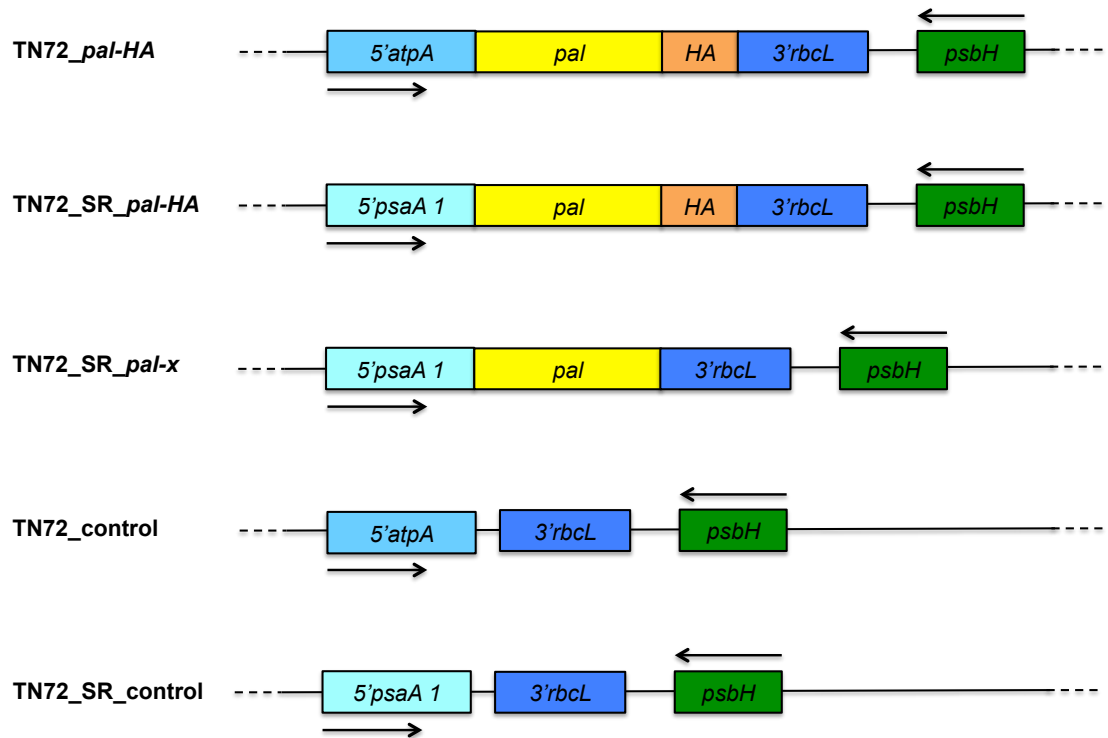 TN72_pal-HA 5'atpA pal HA 3'rbcL psbH
TN72_SR_pal-HA 5'psaA 1 pal HA 3'rbcL psbH
TN72_SR_pal-x 5'psaA 1 pal 3'rbcL psbH
TN72_control 5'atpA 3'rbcL psbH
TN72_SR_control 5'psaA 1 3'rbcL psbH